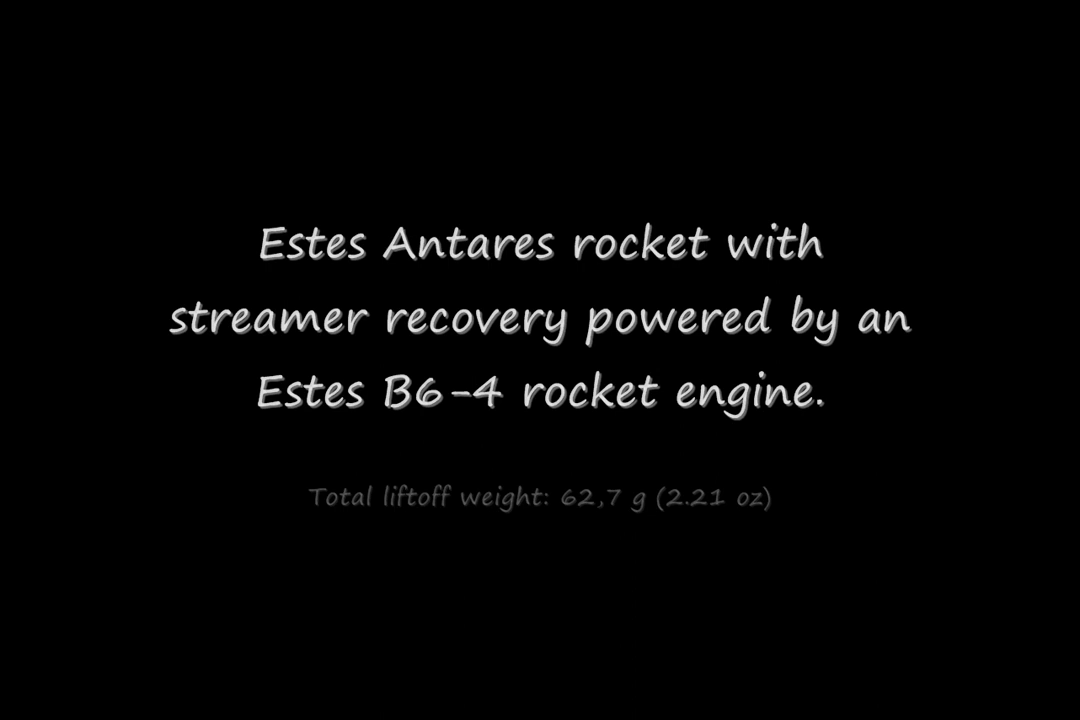 Estes Antares rocket with
streamer recovery powered by an
Estes B6-4 rocket engine.
Total liftoff weight: 62,7 g (2.21 oz)